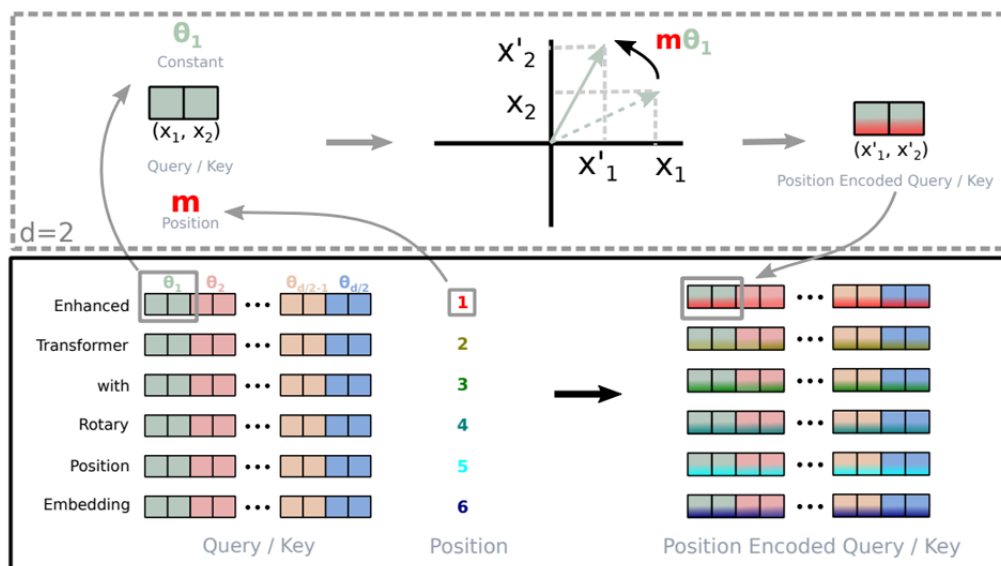 θ₁
Constant
(x₁, x₂)
Query / Key
m
Position
d=2
x'₂
x₂
x'₁
x₁
mθ₁
(x'₁, x'₂)
Position Encoded Query / Key
θ₁ θ₂ θd/2-1 θd/2
Enhanced ••• 1 •••
Transformer ••• 2 •••
with ••• 3 •••
Rotary ••• 4 •••
Position ••• 5 •••
Embedding ••• 6 •••
Query / Key Position Position Encoded Query / Key